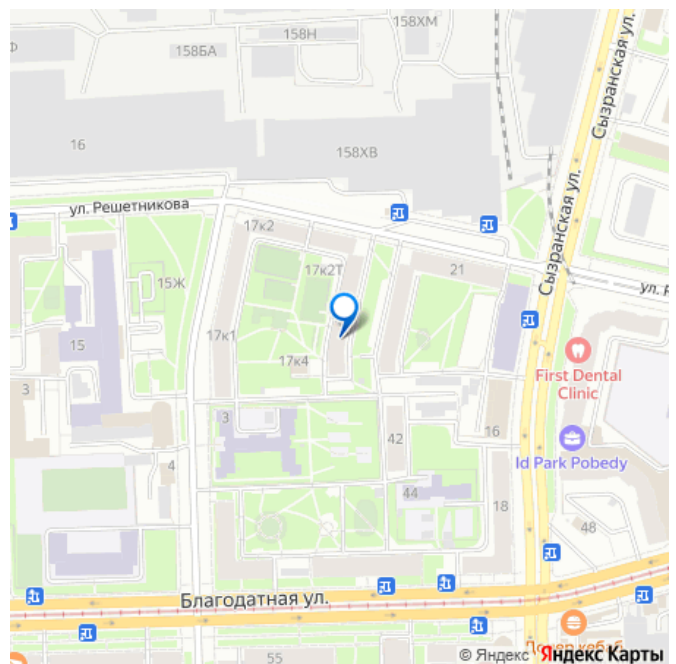 158ХМ
158Н
Ф
158БА
Сызранская ул.
16
158ХВ
ул. Решетникова
Сызранская ул.
17к2
17к2Т
21
15Ж
17к1
15
17к4
First Dental
Clinic
3
3
42
16
Id Park Pobedy
4
44
18
48
Благодатная ул.
55
© Яндекс Яндекс Карты